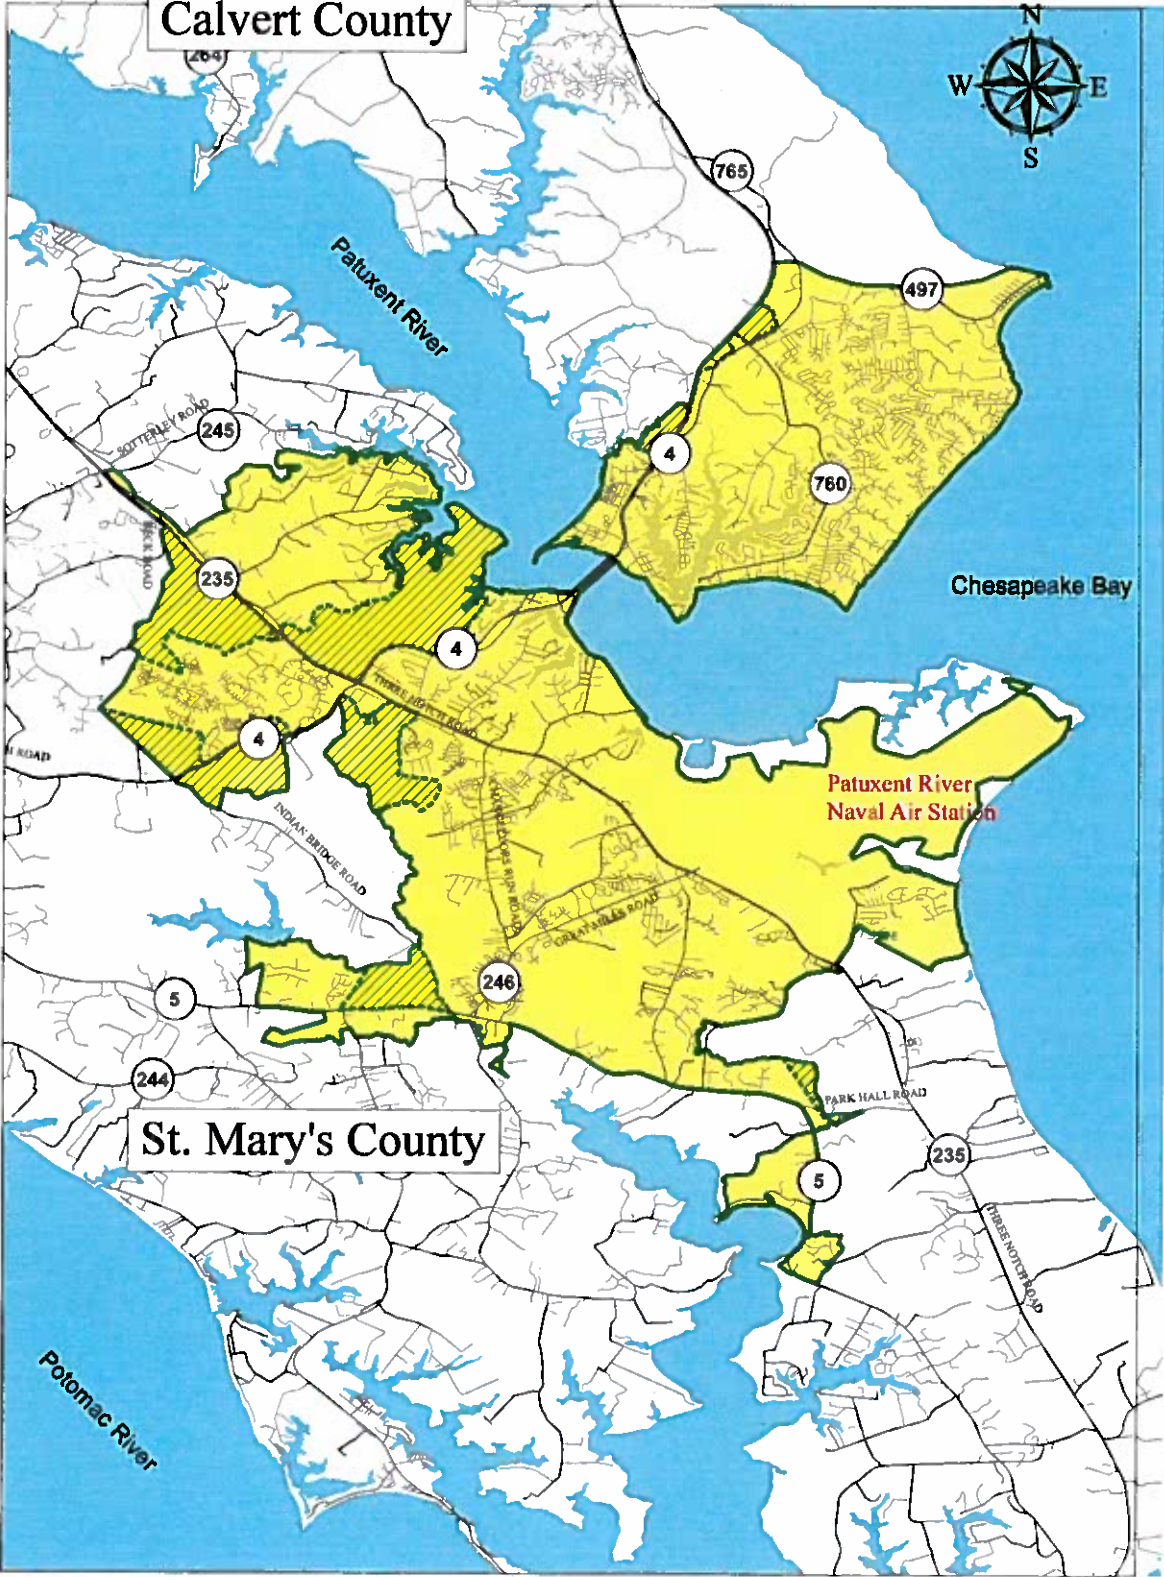 Calvert County
N
W E
S
264
765
Patuxent River
497
SOTTERLEY ROAD
245
4
760
235
Chesapeake Bay
4
THREE NOTCH ROAD
4
Patuxent River
Naval Air Station
INDIAN BRIDGE ROAD
GREAT MILLS ROAD
246
5
244
PARK HALL ROAD
St. Mary's County
235
5
THREE NOTCH ROAD
Potomac River